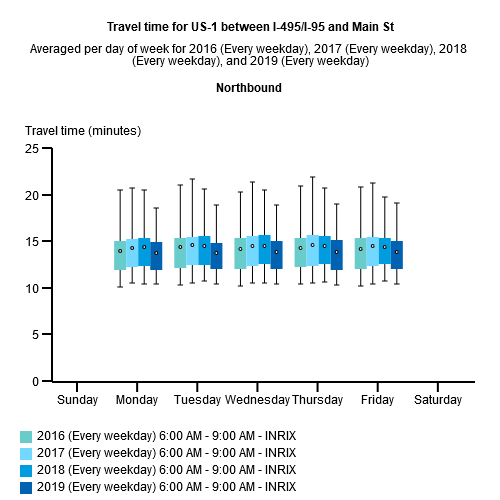 Travel time for US-1 between I-495/I-95 and Main St
Averaged per day of week for 2016 (Every weekday), 2017 (Every weekday), 2018
(Every weekday), and 2019 (Every weekday)
Northbound
Travel time (minutes)
25
20
15
10
5
0
Sunday Monday Tuesday Wednesday Thursday Friday Saturday
2016 (Every weekday) 6:00 AM - 9:00 AM - INRIX
2017 (Every weekday) 6:00 AM - 9:00 AM - INRIX
2018 (Every weekday) 6:00 AM - 9:00 AM - INRIX
2019 (Every weekday) 6:00 AM - 9:00 AM - INRIX